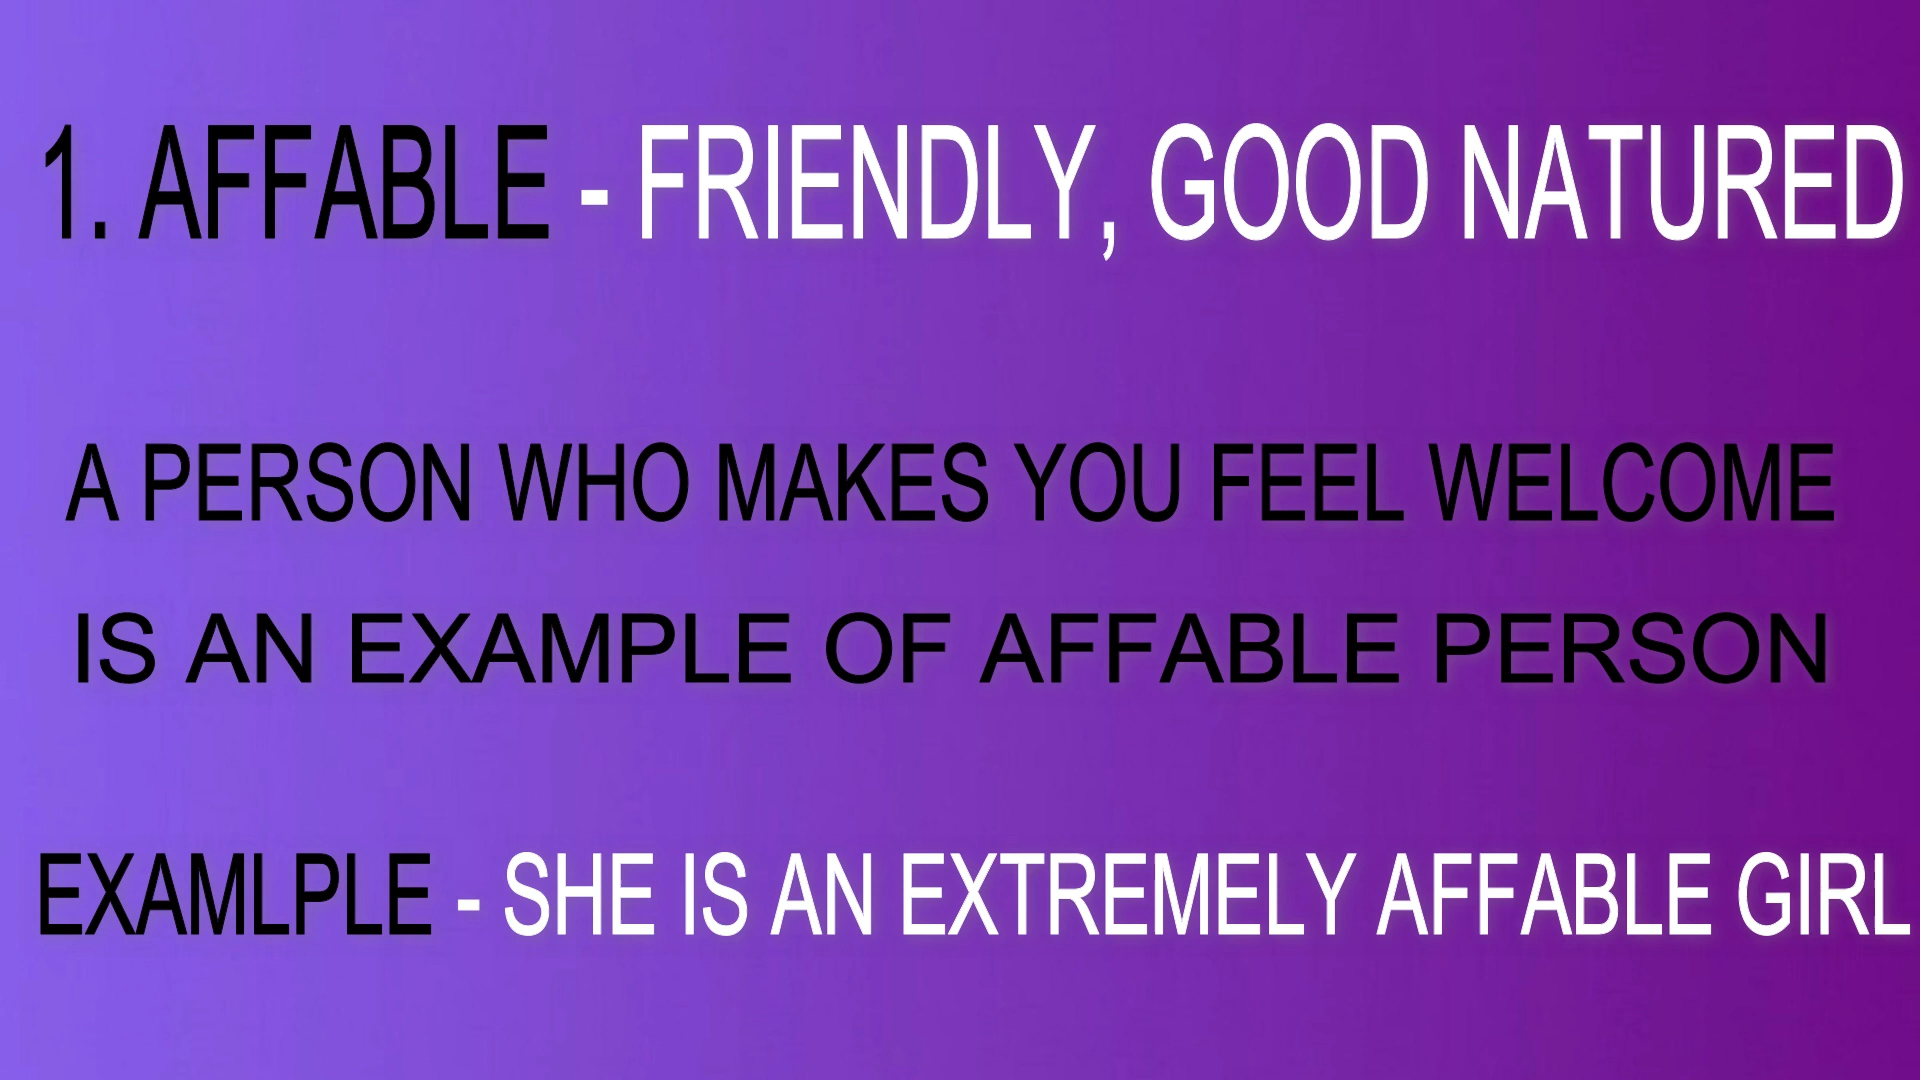 1. AFFABLE - FRIENDLY, GOOD NATURED
A PERSON WHO MAKES YOU FEEL WELCOME
IS AN EXAMPLE OF AFFABLE PERSON
EXAMLPLE - SHE IS AN EXTREMELY AFFABLE GIRL